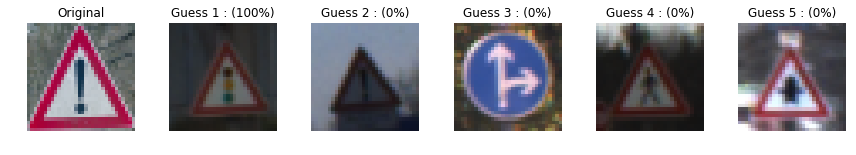 Original
Guess 1 : (100%)
Guess 2 : (0%)
Guess 3 : (0%)
Guess 4 : (0%)
Guess 5 : (0%)